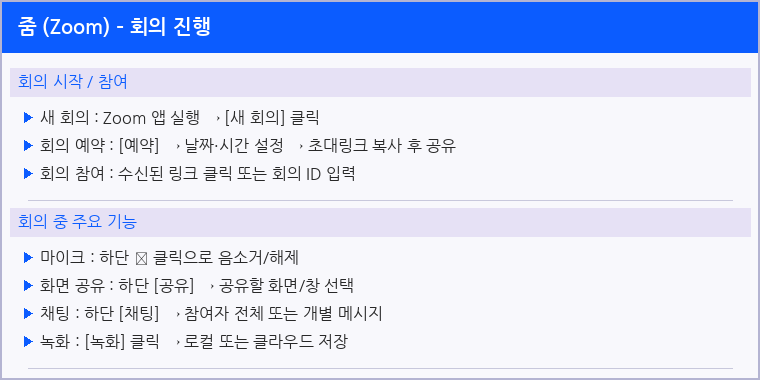 줌 (Zoom) - 회의 진행
회의 시작 / 참여
▶ 새 회의 : Zoom 앱 실행 → [새 회의] 클릭
▶ 회의 예약 : [예약] → 날짜·시간 설정 → 초대링크 복사 후 공유
▶ 회의 참여 : 수신된 링크 클릭 또는 회의 ID 입력
회의 중 주요 기능
▶ 마이크 : 하단 클릭으로 음소거/해제
▶ 화면 공유 : 하단 [공유] → 공유할 화면/창 선택
▶ 채팅 : 하단 [채팅] → 참여자 전체 또는 개별 메시지
▶ 녹화 : [녹화] 클릭 → 로컬 또는 클라우드 저장